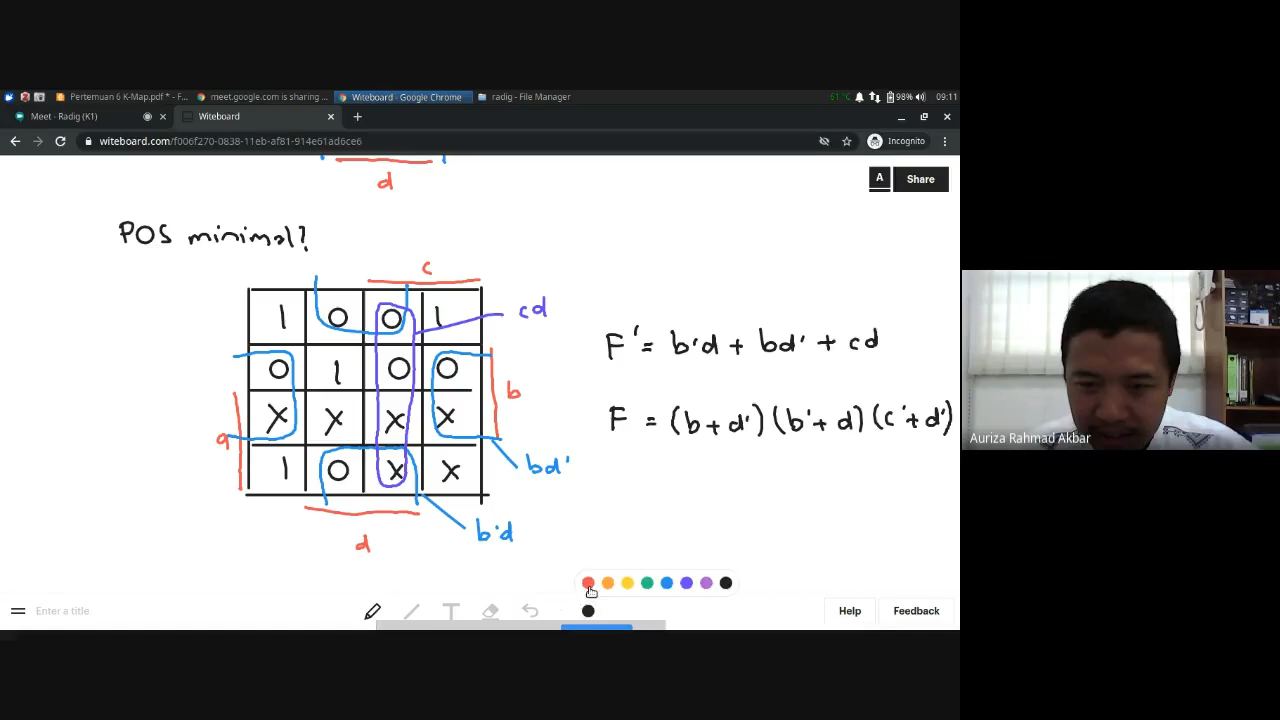 Pertemuan 6 K-Map.pdf * - F...
meet.google.com is sharing ...
Witeboard - Google Chrome
radig - File Manager
61 °C
98%
09:11
Meet - Radig (K1)
Witeboard
witeboard.com/f006f270-0838-11eb-af81-914e61ad6ce6
Incognito
A
Share
d
POS minimal?
c
1 0 0 1
cd
F' = b'd + bd' + cd
0 1 0 0
b
X X X X
F = (b+d')(b'+d)(c'+d')
Auriza Rahmad Akbar
a
1 0 X X
bd'
b'd
d
Enter a title
T
Help
Feedback